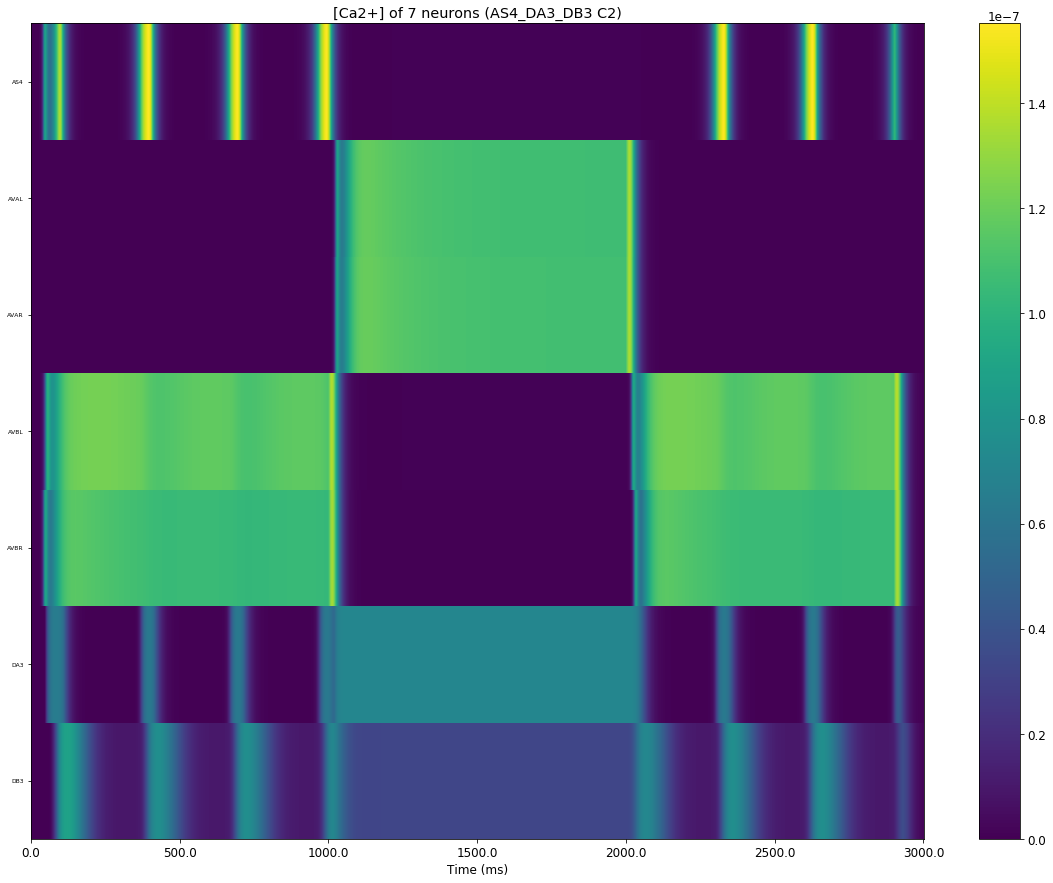 [Ca2+] of 7 neurons (AS4_DA3_DB3 C2)
1e−7
AS4
AVAL
AVAR
AVBL
AVBR
DA3
DB3
0.0 500.0 1000.0 1500.0 2000.0 2500.0 3000.0
Time (ms)
1.4
1.2
1.0
0.8
0.6
0.4
0.2
0.0